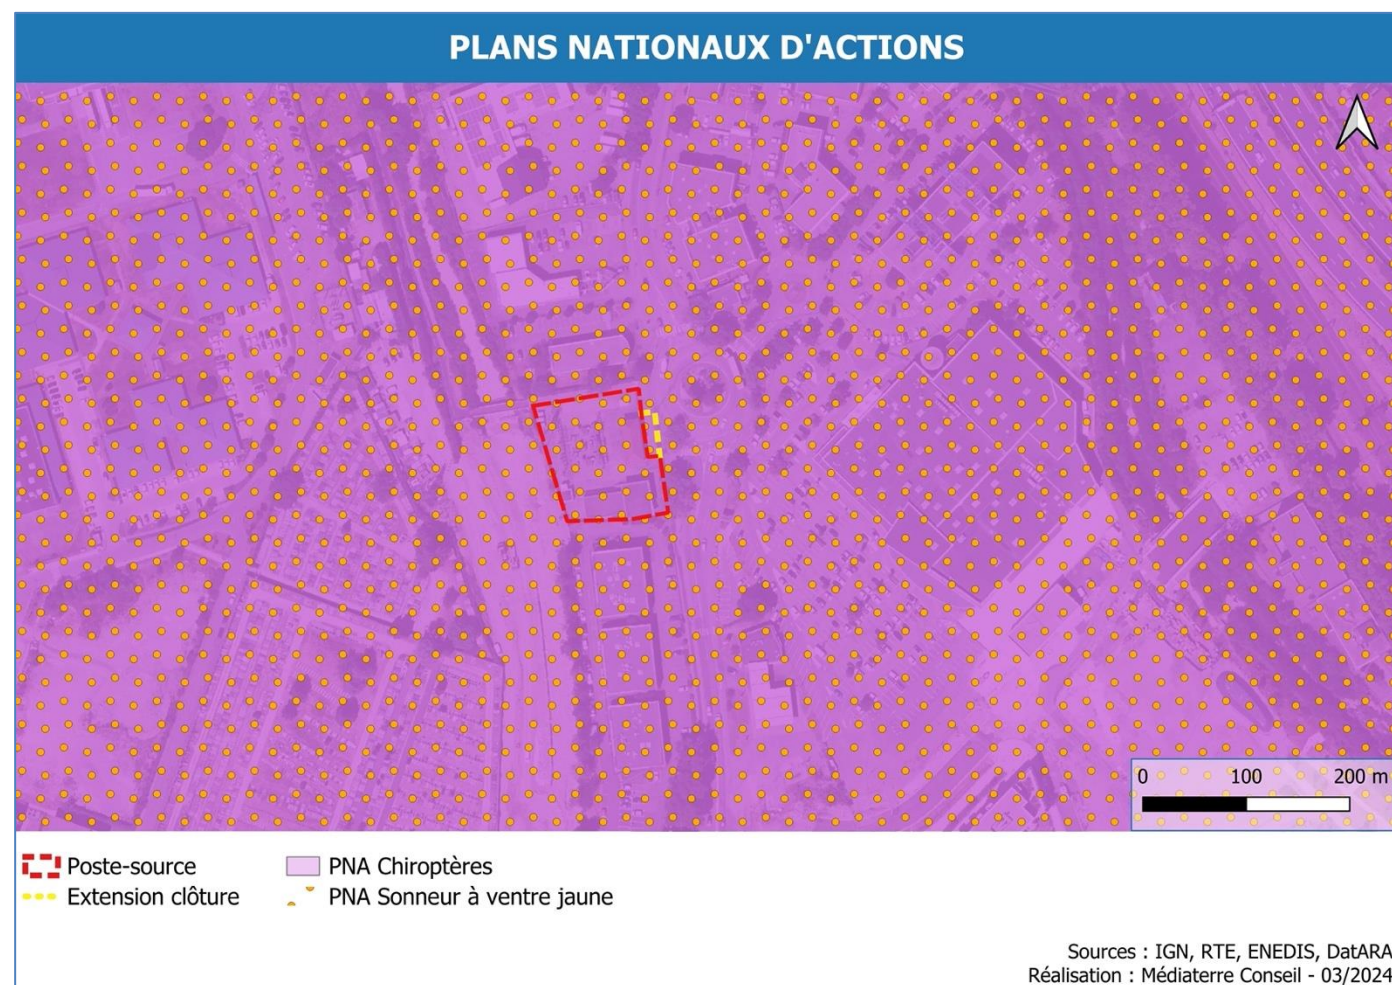 PLANS NATIONAUX D'ACTIONS
0 100 200 m
Poste-source
PNA Chiroptères
Extension clôture
PNA Sonneur à ventre jaune
Sources : IGN, RTE, ENEDIS, DatARA
Réalisation : Médiaterre Conseil - 03/2024